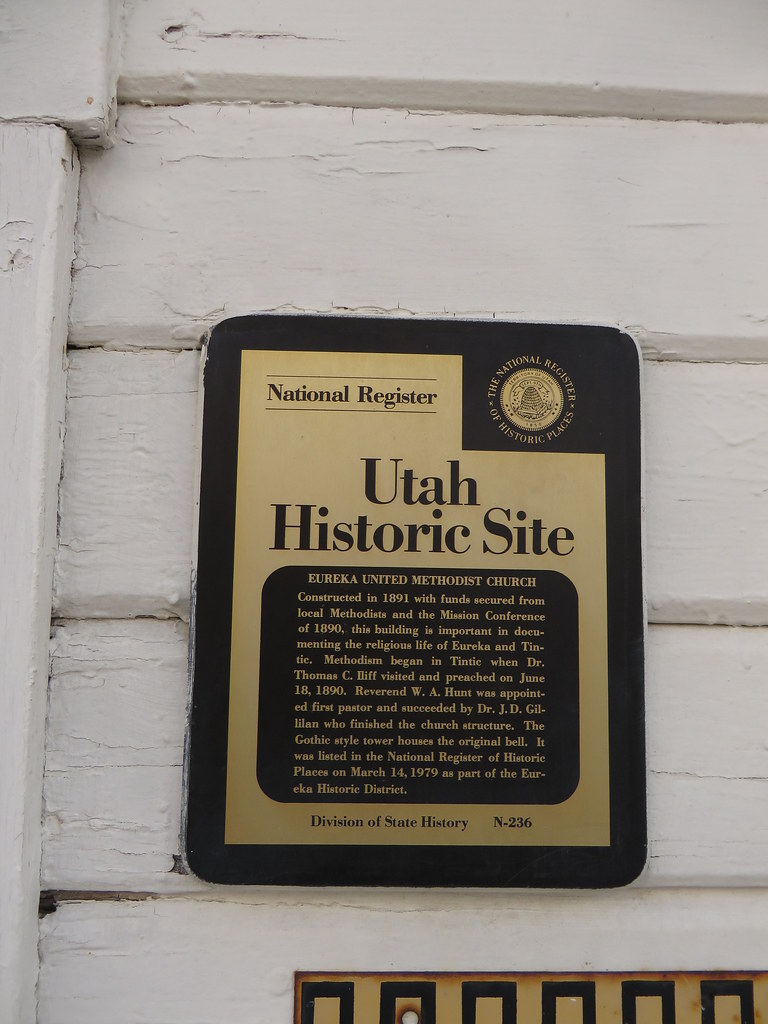 National Register
THE NATIONAL REGISTER
OF HISTORIC PLACES
Utah
Historic Site
EUREKA UNITED METHODIST CHURCH
Constructed in 1891 with funds secured from
local Methodists and the Mission Conference
of 1890, this building is important in docu-
menting the religious life of Eureka and Tin-
tic. Methodism began in Tintic when Dr.
Thomas C. Iliff visited and preached on June
18, 1890. Reverend W. A. Hunt was appoint-
ed first pastor and succeeded by Dr. J. D. Gil-
lilan who finished the church structure. The
Gothic style tower houses the original bell. It
was listed in the National Register of Historic
Places on March 14, 1979 as part of the Eur-
eka Historic District.
Division of State History N-236